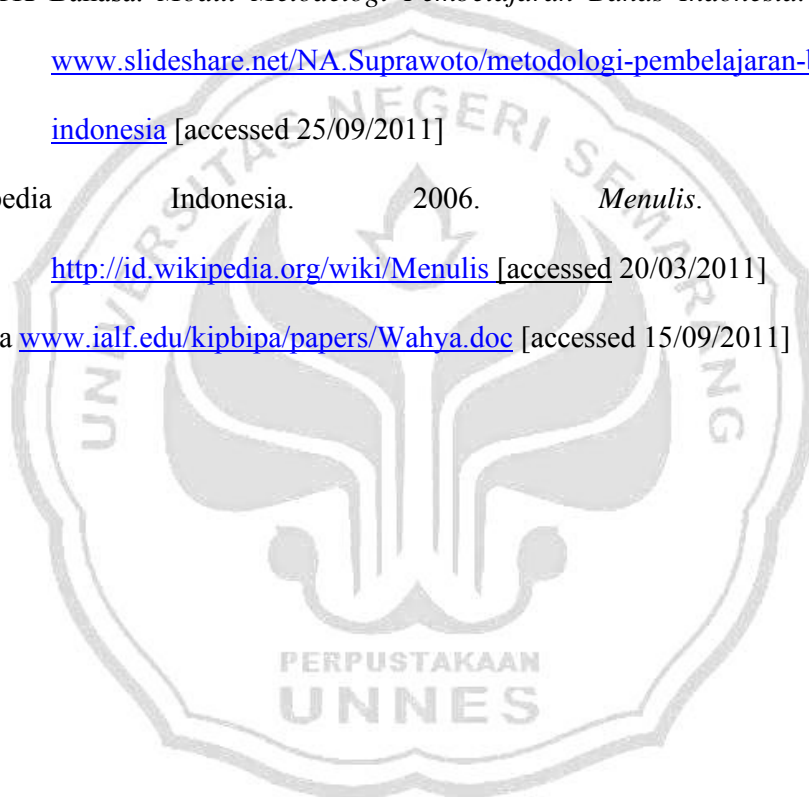 Bahasa. Modul Metodelogi Pembelajaran Bahas Indonesia.
www.slideshare.net/NA.Suprawoto/metodologi-pembelajaran-b
indonesia [accessed 25/09/2011]
pedia Indonesia. 2006. Menulis.
http://id.wikipedia.org/wiki/Menulis [accessed 20/03/2011]
a www.ialf.edu/kipbipa/papers/Wahya.doc [accessed 15/09/2011]
UNIVERSITAS NEGERI SEMARANG
PERPUSTAKAAN
UNNES